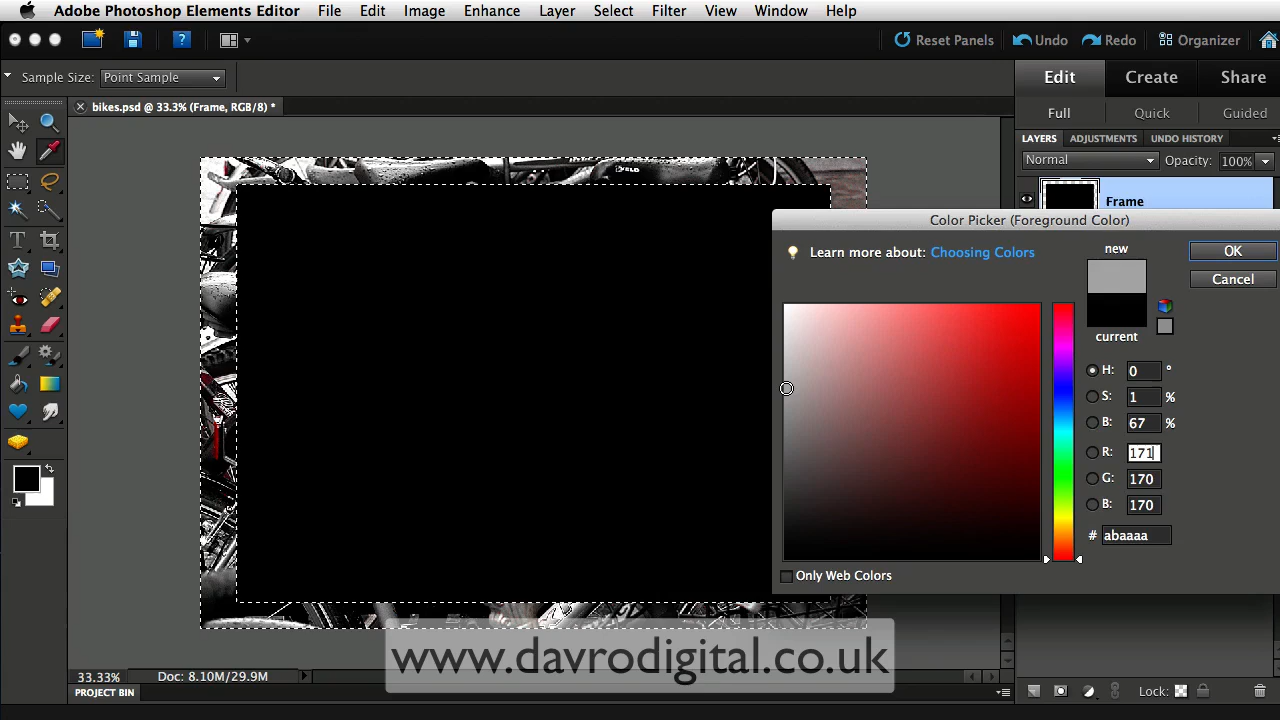 Adobe Photoshop Elements Editor File Edit Image Enhance Layer Select Filter View Window Help
? Reset Panels Undo Redo Organizer
Sample Size: Point Sample Edit Create Share
bikes.psd @ 33.3% (Frame, RGB/8) * Full Quick Guided
LAYERS ADJUSTMENTS UNDO HISTORY
Normal Opacity: 100%
Frame
Color Picker (Foreground Color)
Learn more about: Choosing Colors new OK
Cancel
current
H: 0 °
S: 1 %
B: 67 %
R: 171
G: 170
B: 170
# abaaaa
Only Web Colors
T
www.davrodigital.co.uk
33.33% Doc: 8.10M/29.9M
PROJECT BIN Lock: